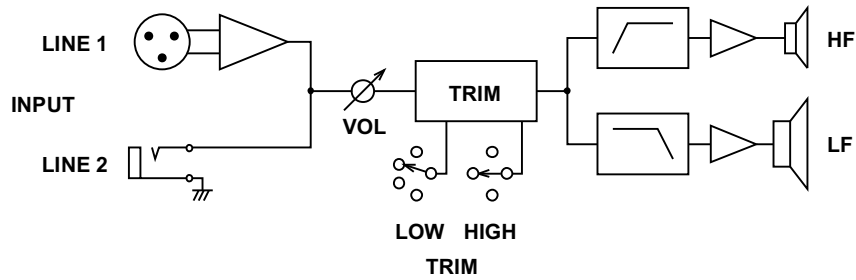 LINE 1
HF
INPUT
TRIM
VOL
LINE 2
LF
LOW HIGH
TRIM